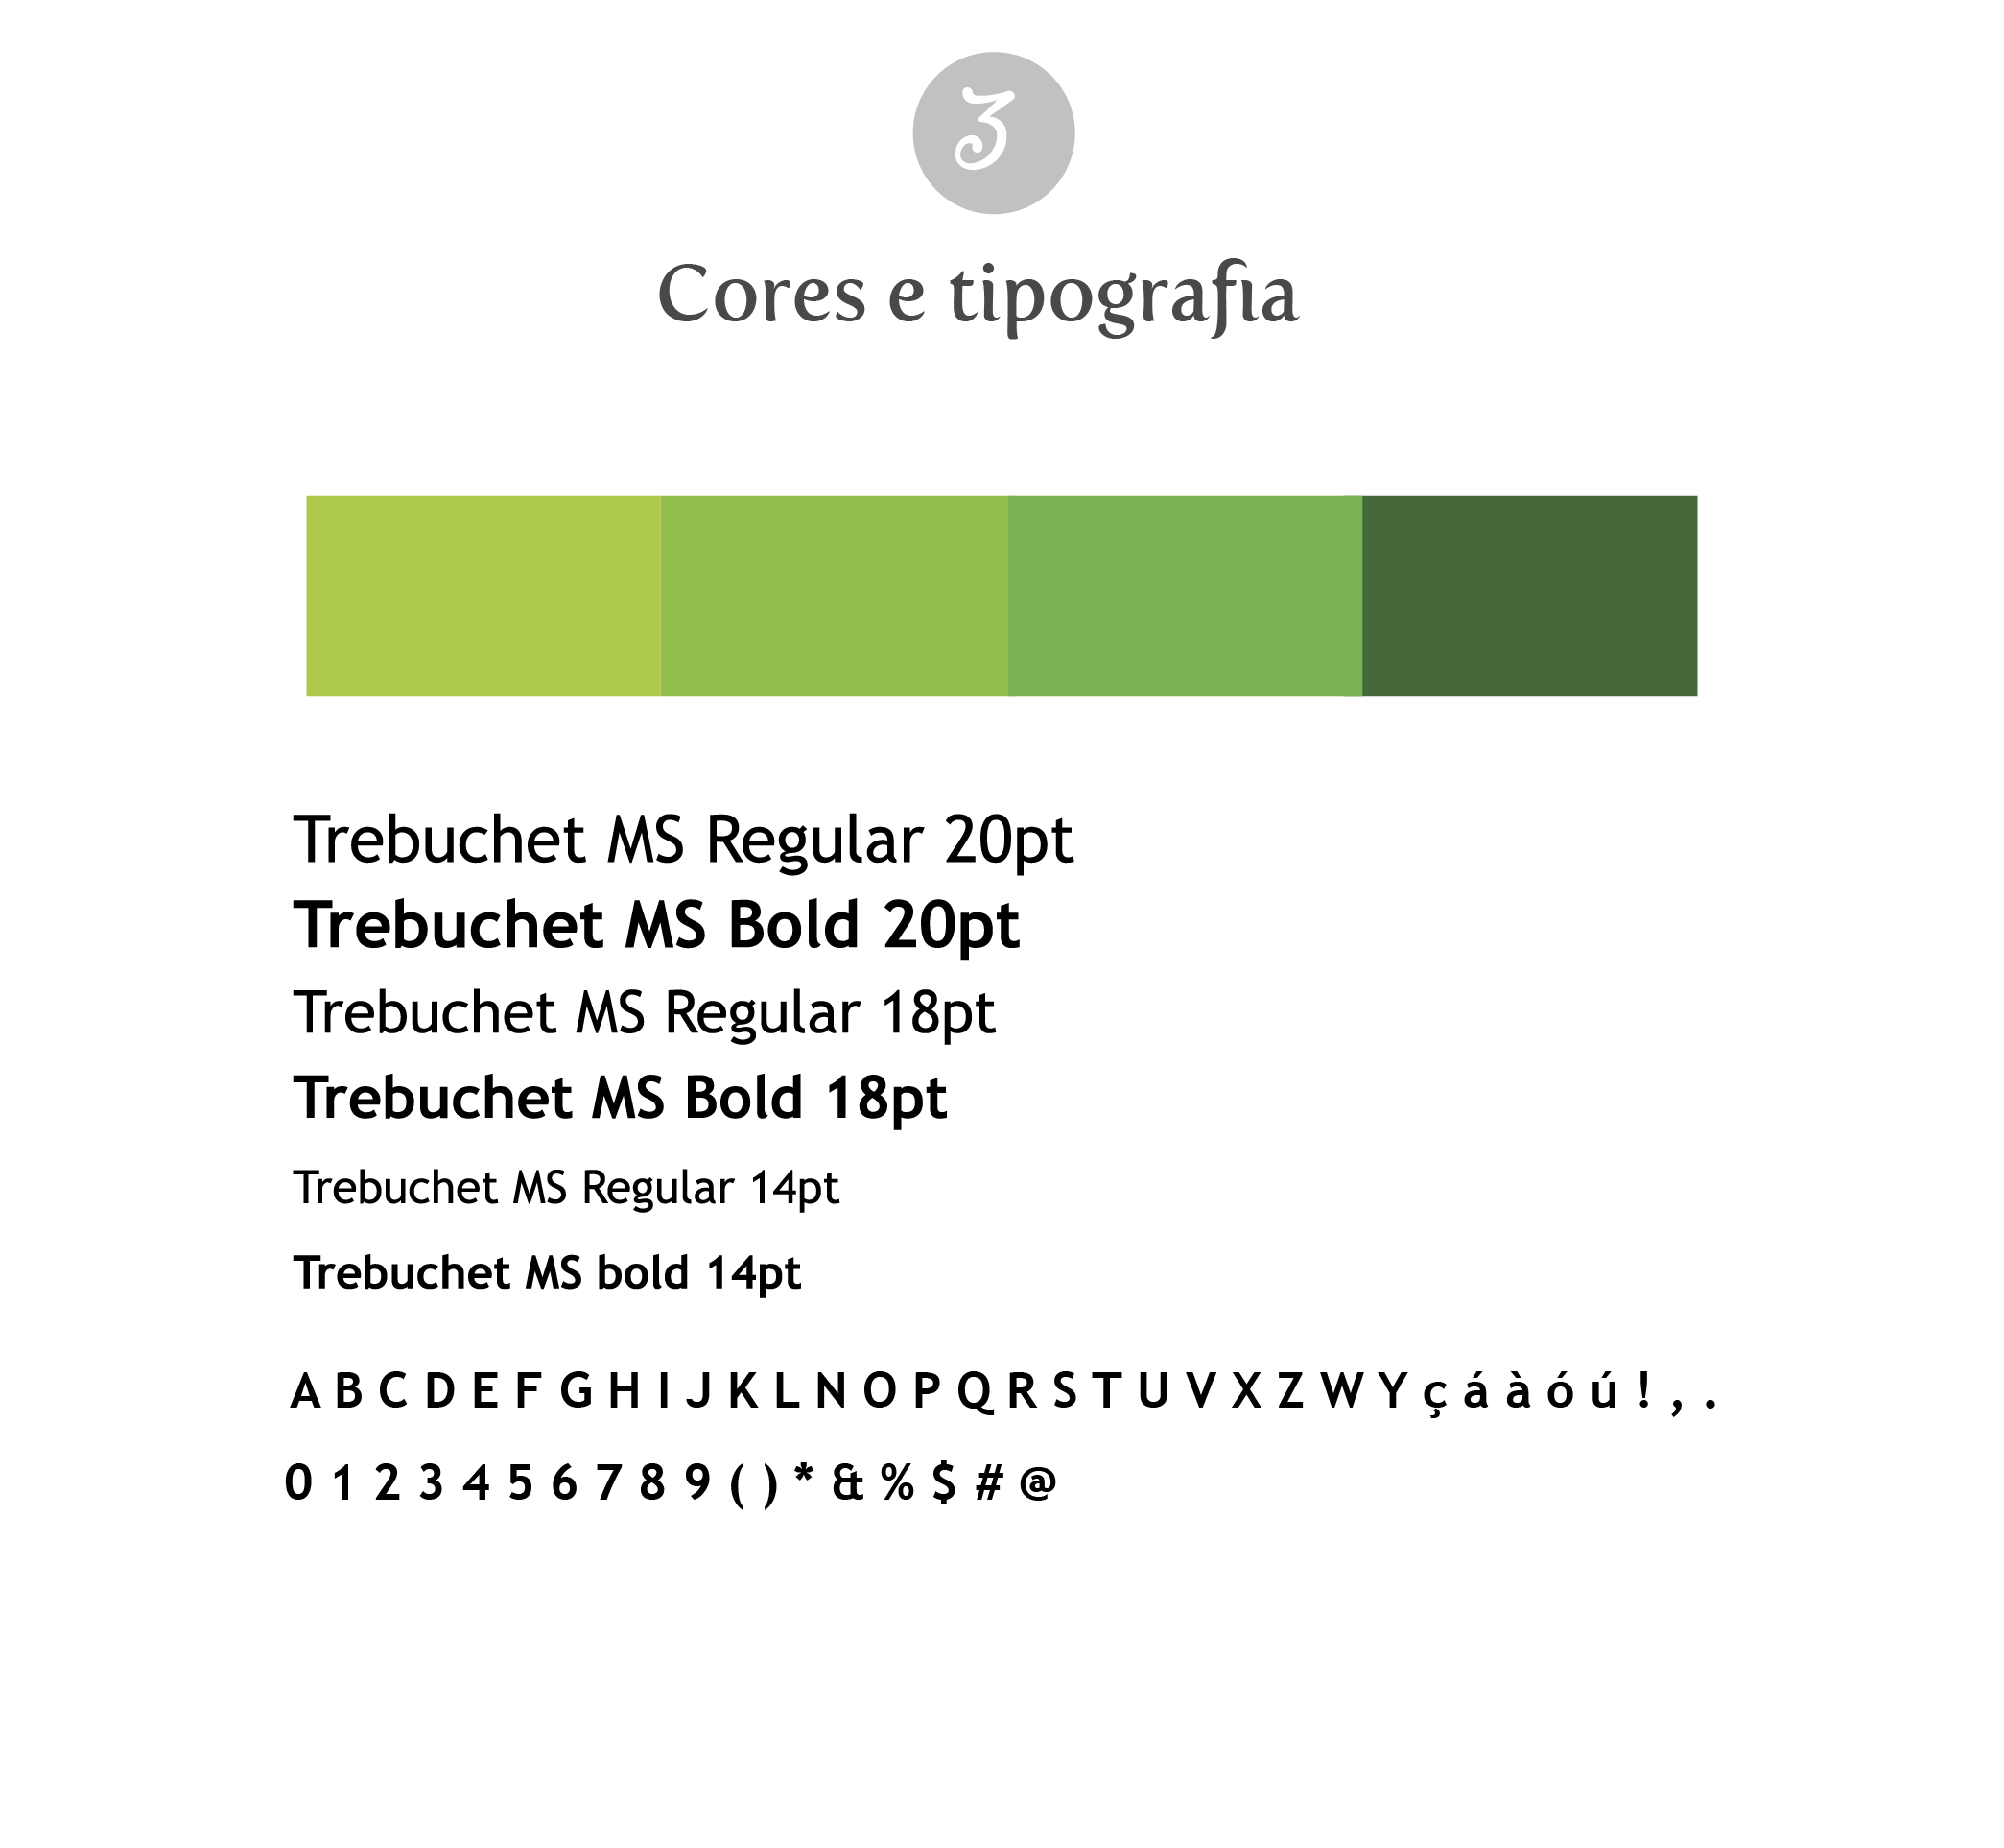 3
Cores e tipografia
Trebuchet MS Regular 20pt
Trebuchet MS Bold 20pt
Trebuchet MS Regular 18pt
Trebuchet MS Bold 18pt
Trebuchet MS Regular 14pt
Trebuchet MS bold 14pt
A B C D E F G H I J K L N O P Q R S T U V X Z W Y ç á à ó ú ! , .
0 1 2 3 4 5 6 7 8 9 ( ) * & % $ # @